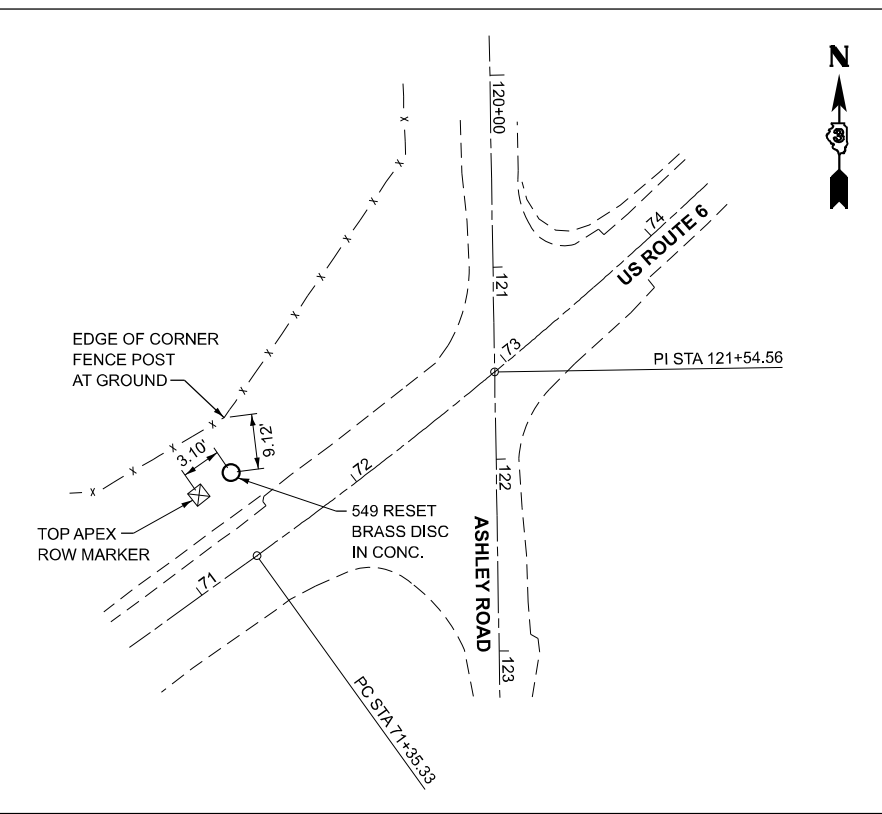 N
3
120+00
74
US ROUTE 6
121
EDGE OF CORNER
FENCE POST
AT GROUND
73
PI STA 121+54.56
9.12'
3.10'
72
122
549 RESET
BRASS DISC
IN CONC.
TOP APEX
ROW MARKER
ASHLEY ROAD
71
123
PC STA 71+35.33